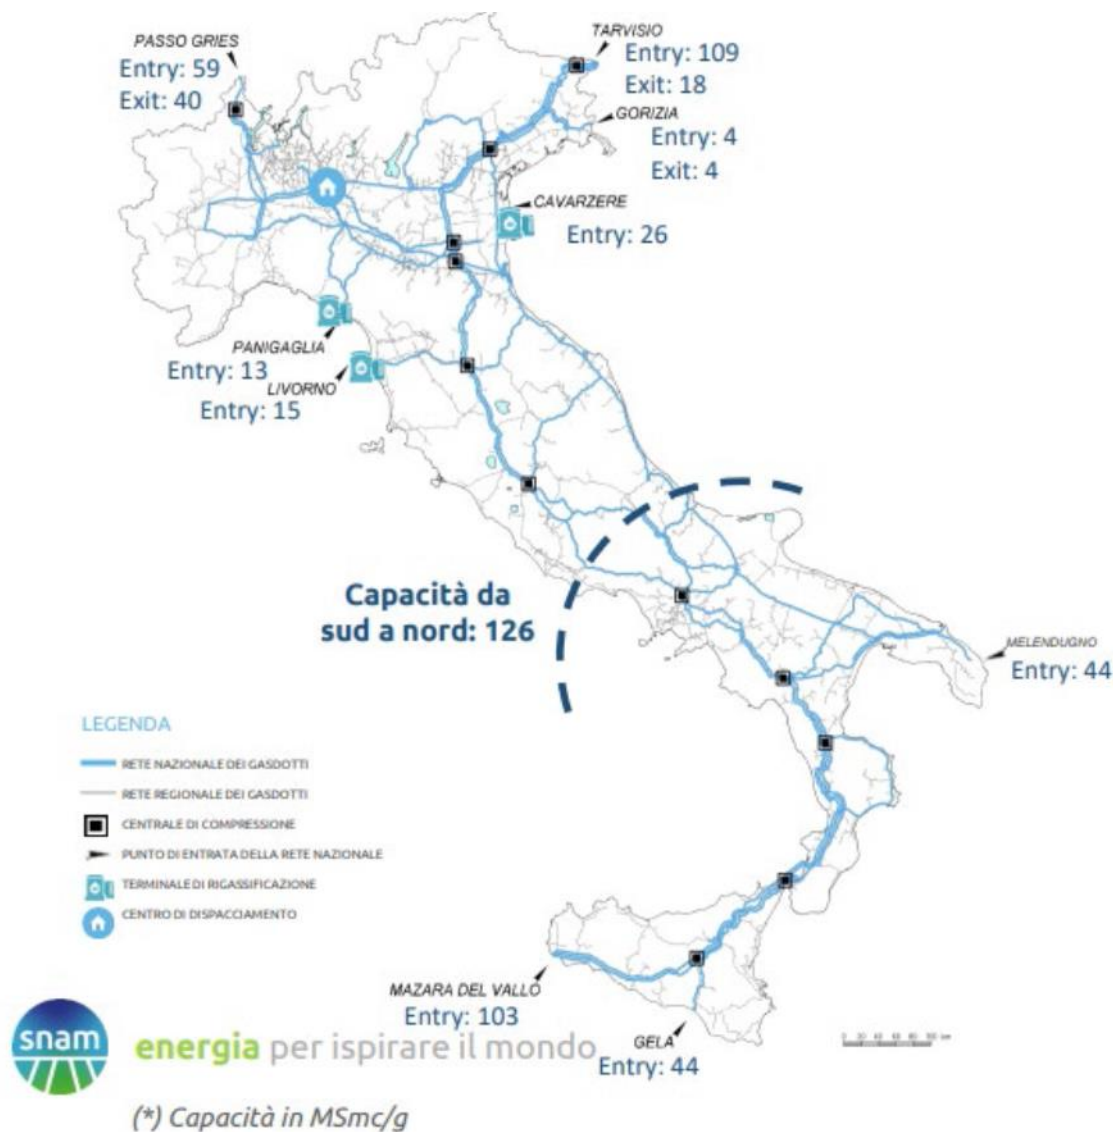 PASSO GRIES
Entry: 59
Exit: 40
TARVISIO
Entry: 109
Exit: 18
GORIZIA
Entry: 4
Exit: 4
CAVARZERE
Entry: 26
PANIGAGLIA
Entry: 13
LIVORNO
Entry: 15
Capacità da
sud a nord: 126
MELENDUGNO
Entry: 44
LEGENDA
RETE NAZIONALE DEI GASDOTTI
RETE REGIONALE DEI GASDOTTI
CENTRALE DI COMPRESSIONE
PUNTO DI ENTRATA DELLA RETE NAZIONALE
TERMINALE DI RIGASSIFICAZIONE
CENTRO DI DISPACCIAMENTO
MAZARA DEL VALLO
Entry: 103
GELA
Entry: 44
snam
energia per ispirare il mondo
(*) Capacità in MSmc/g